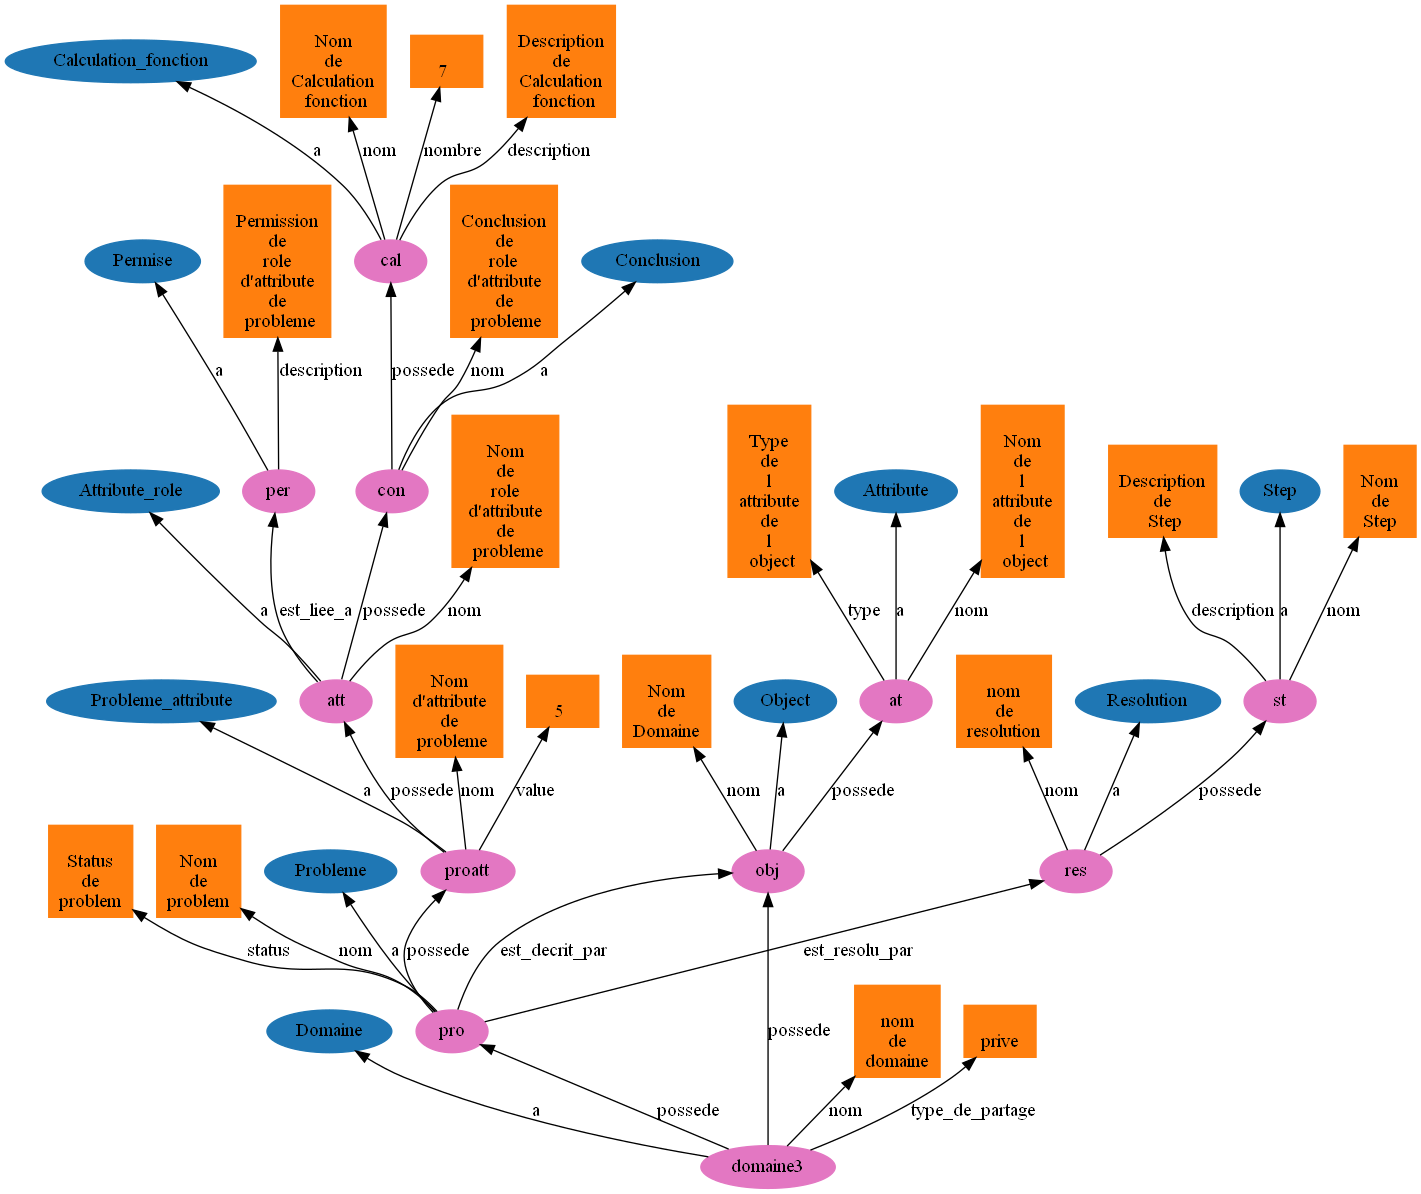 Calculation_fonction
Nom
de
Calculation
fonction
7
Description
de
Calculation
fonction
a
nom
nombre
description
Permise
Permission
de
role
d'attribute
de
probleme
cal
Conclusion
de
role
d'attribute
de
probleme
Conclusion
a
description
possede
nom
a
Attribute_role
per
con
Nom
de
role
d'attribute
de
probleme
Type
de
l
attribute
de
l
object
Attribute
Nom
de
l
attribute
de
l
object
Description
de
Step
Step
Nom
de
Step
a
est_liee_a
possede
nom
type
a
nom
description
a
nom
Probleme_attribute
att
Nom
d'attribute
de
probleme
5
Nom
de
Domaine
Object
at
nom
de
resolution
Resolution
st
a
possede
nom
value
nom
a
possede
nom
a
possede
Status
de
problem
Nom
de
problem
Probleme
proatt
obj
res
status
nom
a
possede
est_decrit_par
est_resolu_par
Domaine
pro
possede
nom
de
domaine
prive
a
possede
nom
type_de_partage
domaine3